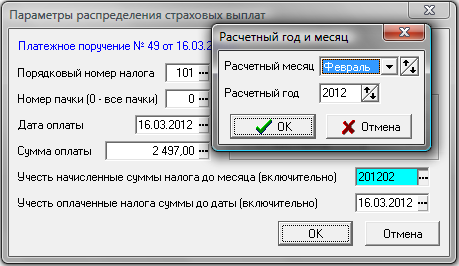 Параметры распределения страховых выплат
Платежное поручение № 49 от 16.03.2
Порядковый номер налога 101 ...
Номер пачки (0 - все пачки) 0 ...
Дата оплаты 16.03.2012 ...
Сумма оплаты 2 497,00 ...
Учесть начисленные суммы налога до месяца (включительно) 201202 ...
Учесть оплаченные налога суммы до даты (включительно) 16.03.2012 ...
OK Отмена
Расчетный год и месяц
Расчетный месяц Февраль
Расчетный год 2012
OK Отмена